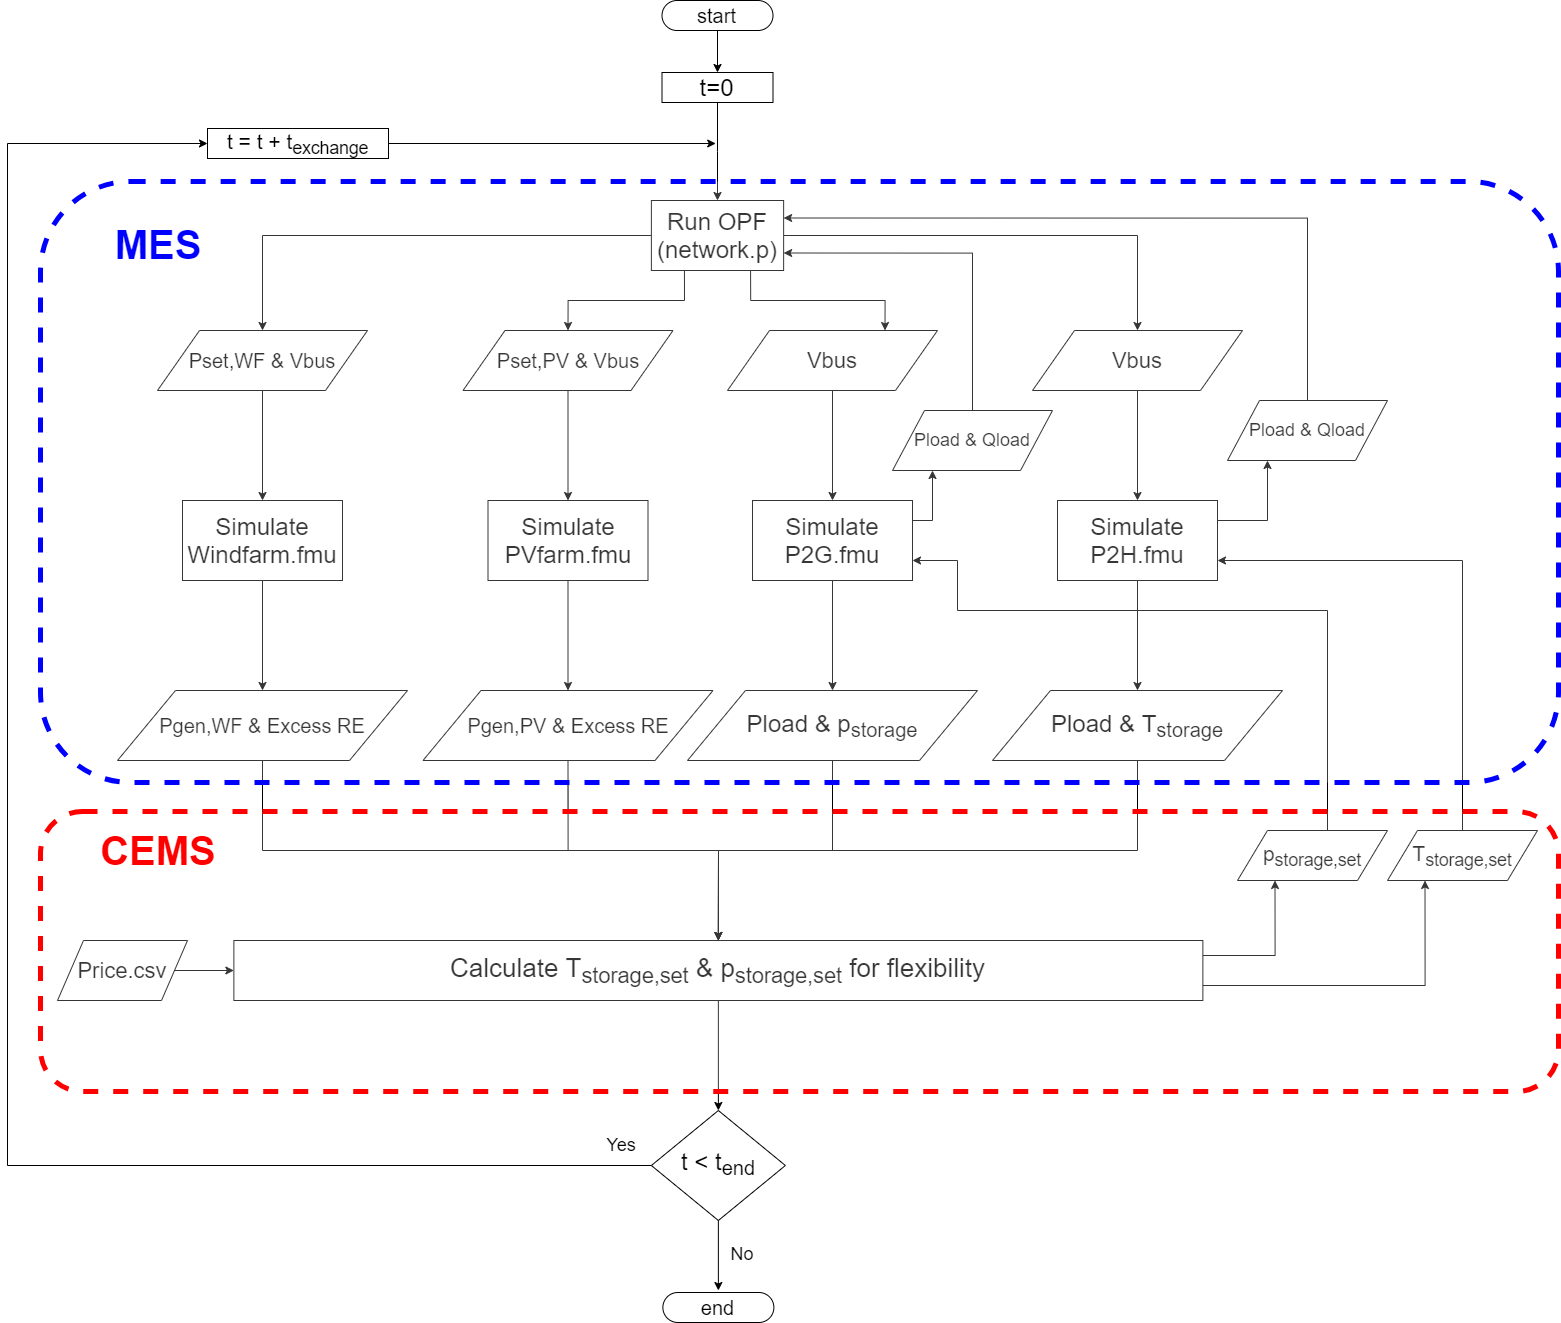 start
t=0
t = t + texchange
MES
Run OPF
(network.p)
Pset,WF & Vbus
Pset,PV & Vbus
Vbus
Vbus
Pload & Qload
Pload & Qload
Simulate
Windfarm.fmu
Simulate
PVfarm.fmu
Simulate
P2G.fmu
Simulate
P2H.fmu
Pgen,WF & Excess RE
Pgen,PV & Excess RE
Pload & pstorage
Pload & Tstorage
CEMS
pstorage,set
Tstorage,set
Price.csv
Calculate Tstorage,set & pstorage,set for flexibility
Yes
t < tend
No
end